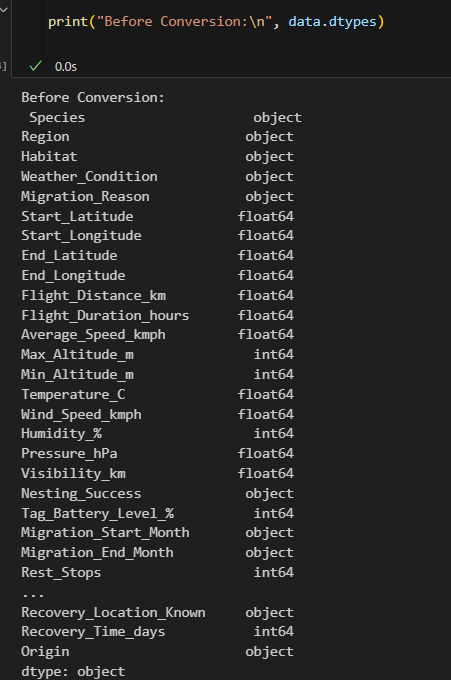 print("Before Conversion:\n", data.dtypes)
0.0s
Before Conversion:
 Species                     object
Region                      object
Habitat                     object
Weather_Condition           object
Migration_Reason            object
Start_Latitude             float64
Start_Longitude            float64
End_Latitude               float64
End_Longitude              float64
Flight_Distance_km         float64
Flight_Duration_hours      float64
Average_Speed_kmph         float64
Max_Altitude_m               int64
Min_Altitude_m               int64
Temperature_C              float64
Wind_Speed_kmph            float64
Humidity_%                   int64
Pressure_hPa               float64
Visibility_km              float64
Nesting_Success             object
Tag_Battery_Level_%          int64
Migration_Start_Month       object
Migration_End_Month         object
Rest_Stops                   int64
...
Recovery_Location_Known     object
Recovery_Time_days           int64
Origin                      object
dtype: object